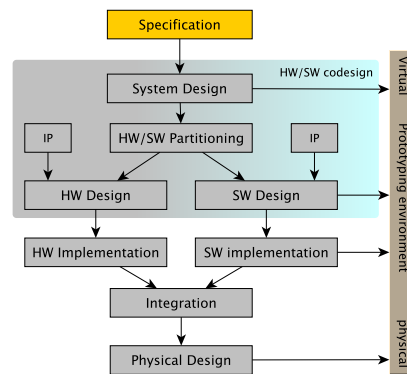 Specification
HW/SW codesign
System Design
HW/SW Partitioning
IP
IP
HW Design
SW Design
HW Implementation
SW implementation
Integration
Physical Design
Virtual
Prototyping environment
physical